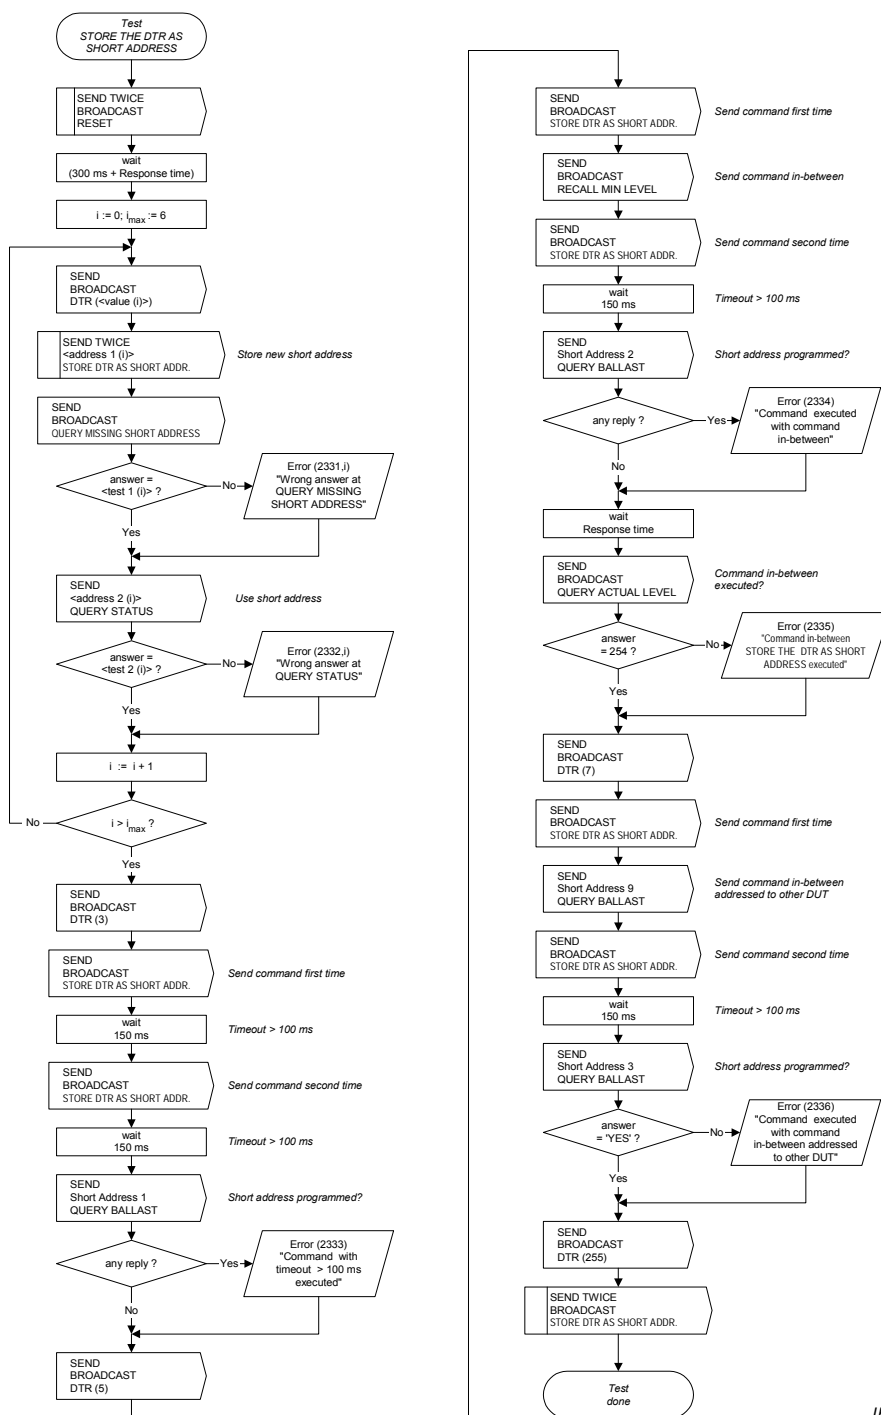 Test
STORE THE DTR AS
SHORT ADDRESS
SEND TWICE
BROADCAST
RESET
wait
(300 ms + Response time)
i := 0; imax := 6
SEND
BROADCAST
DTR (<value (i)>)
SEND TWICE
<address 1 (i)>
STORE DTR AS SHORT ADDR.
Store new short address
SEND
BROADCAST
QUERY MISSING SHORT ADDRESS
answer =
<test 1 (i)> ?
No
Error (2331,i)
"Wrong answer at
QUERY MISSING
SHORT ADDRESS"
Yes
SEND
<address 2 (i)>
QUERY STATUS
Use short address
answer =
<test 2 (i)> ?
No
Error (2332,i)
"Wrong answer at
QUERY STATUS"
Yes
i := i + 1
No
i > imax ?
Yes
SEND
BROADCAST
DTR (3)
SEND
BROADCAST
STORE DTR AS SHORT ADDR.
Send command first time
wait
150 ms
Timeout > 100 ms
SEND
BROADCAST
STORE DTR AS SHORT ADDR.
Send command second time
wait
150 ms
Timeout > 100 ms
SEND
Short Address 1
QUERY BALLAST
Short address programmed?
any reply ?
Yes
Error (2333)
"Command with
timeout > 100 ms
executed"
No
SEND
BROADCAST
DTR (5)
SEND
BROADCAST
STORE DTR AS SHORT ADDR.
Send command first time
SEND
BROADCAST
RECALL MIN LEVEL
Send command in-between
SEND
BROADCAST
STORE DTR AS SHORT ADDR.
Send command second time
wait
150 ms
Timeout > 100 ms
SEND
Short Address 2
QUERY BALLAST
Short address programmed?
any reply ?
Yes
Error (2334)
"Command executed
with command
in-between"
No
wait
Response time
SEND
BROADCAST
QUERY ACTUAL LEVEL
Command in-between
executed?
answer
= 254 ?
No
Error (2335)
"Command in-between
STORE THE DTR AS SHORT
ADDRESS executed"
Yes
SEND
BROADCAST
DTR (7)
SEND
BROADCAST
STORE DTR AS SHORT ADDR.
Send command first time
SEND
Short Address 9
QUERY BALLAST
Send command in-between
addressed to other DUT
SEND
BROADCAST
STORE DTR AS SHORT ADDR.
Send command second time
wait
150 ms
Timeout > 100 ms
SEND
Short Address 3
QUERY BALLAST
Short address programmed?
answer
= 'YES' ?
No
Error (2336)
"Command executed
with command
in-between addressed
to other DUT"
Yes
SEND
BROADCAST
DTR (255)
SEND TWICE
BROADCAST
STORE DTR AS SHORT ADDR.
Test
done